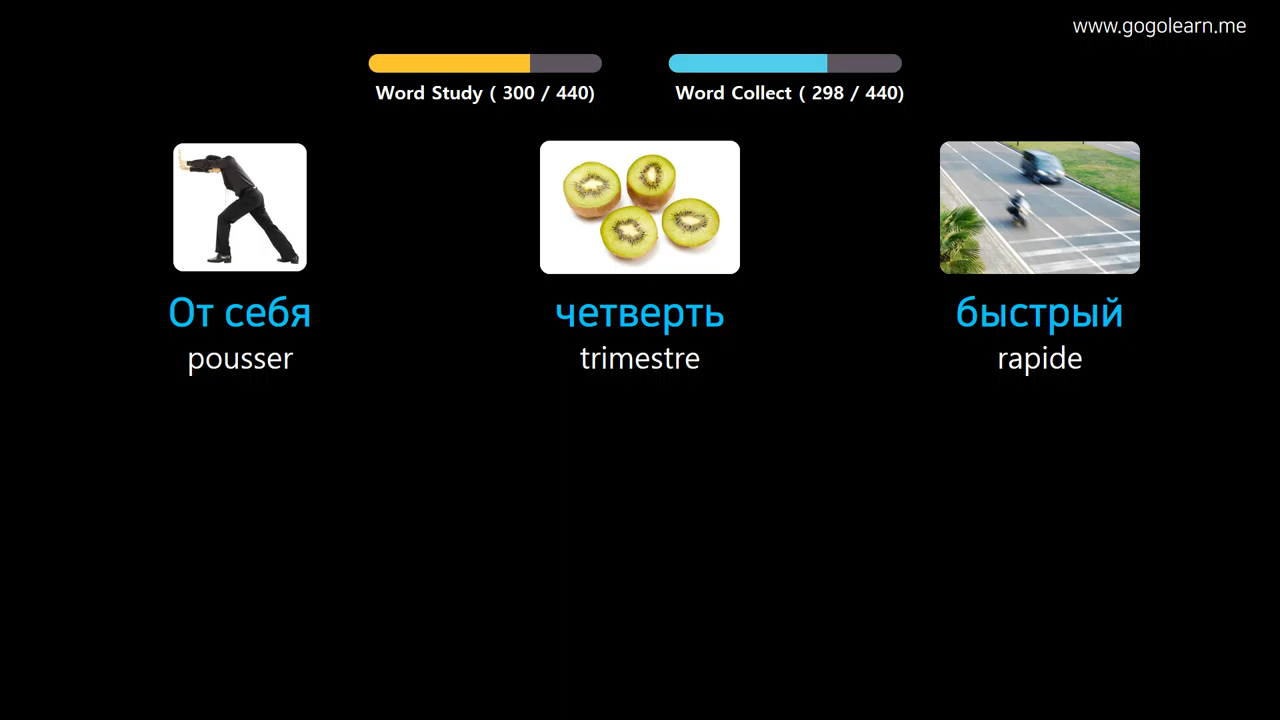 www.gogolearn.me
Word Study ( 300 / 440)
Word Collect ( 298 / 440)
От себя
pousser
четверть
trimestre
быстрый
rapide